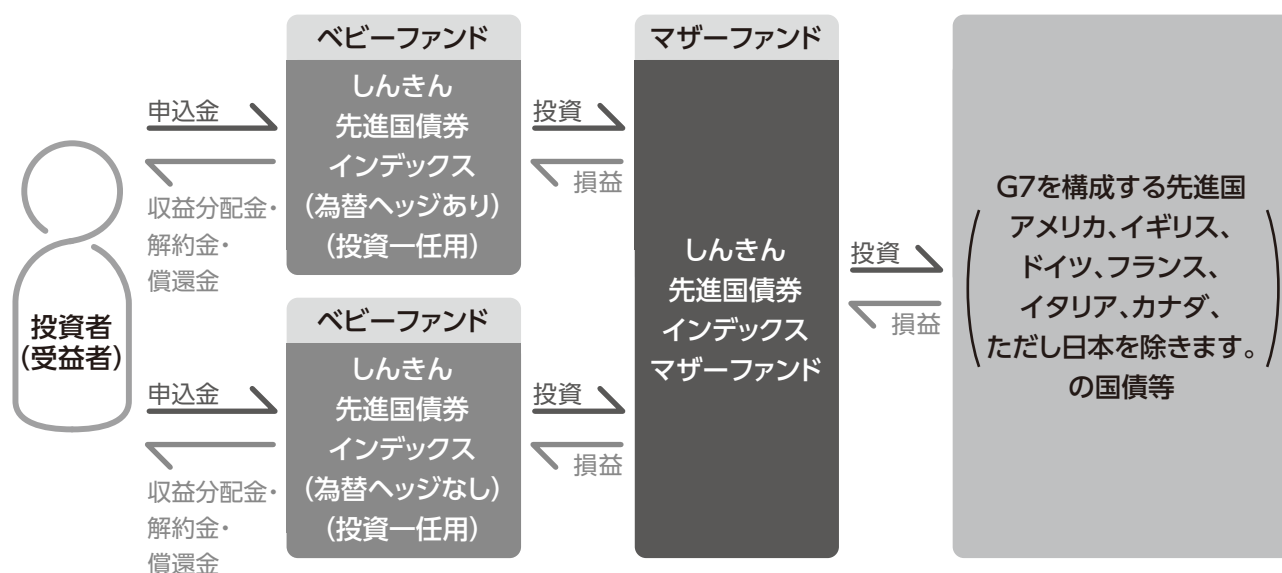 投資者
(受益者)
申込金
収益分配金・
解約金・
償還金
ベビーファンド
しんきん
先進国債券
インデックス
(為替ヘッジあり)
(投資一任用)
投資
損益
申込金
収益分配金・
解約金・
償還金
ベビーファンド
しんきん
先進国債券
インデックス
(為替ヘッジなし)
(投資一任用)
投資
損益
マザーファンド
しんきん
先進国債券
インデックス
マザーファンド
投資
損益
G7を構成する先進国
(アメリカ、イギリス、
ドイツ、フランス、
イタリア、カナダ、
ただし日本を除きます。)
の国債等